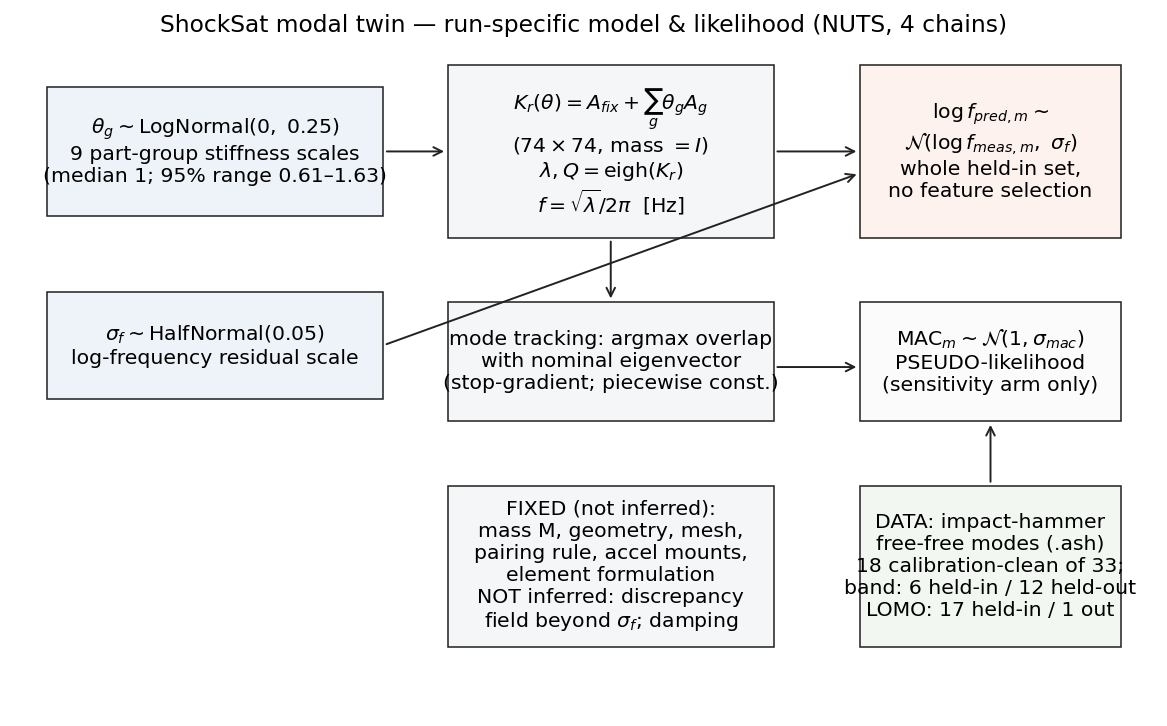 ShockSat modal twin — run-specific model & likelihood (NUTS, 4 chains)
θ_g ∼ LogNormal(0, 0.25)
9 part-group stiffness scales
(median 1; 95% range 0.61–1.63)
K_r(θ) = A_fix + ∑_g θ_g A_g
(74 × 74, mass = I)
λ, Q = eigh(K_r)
f = √λ/2π [Hz]
log f_pred, m ∼
𝒩(log f_meas, m, σ_f)
whole held-in set,
no feature selection
σ_f ∼ HalfNormal(0.05)
log-frequency residual scale
mode tracking: argmax overlap
with nominal eigenvector
(stop-gradient; piecewise const.)
MAC_m ∼ 𝒩(1, σ_mac)
PSEUDO-likelihood
(sensitivity arm only)
FIXED (not inferred):
mass M, geometry, mesh,
pairing rule, accel mounts,
element formulation
NOT inferred: discrepancy
field beyond σ_f; damping
DATA: impact-hammer
free-free modes (.ash)
18 calibration-clean of 33;
band: 6 held-in / 12 held-out
LOMO: 17 held-in / 1 out